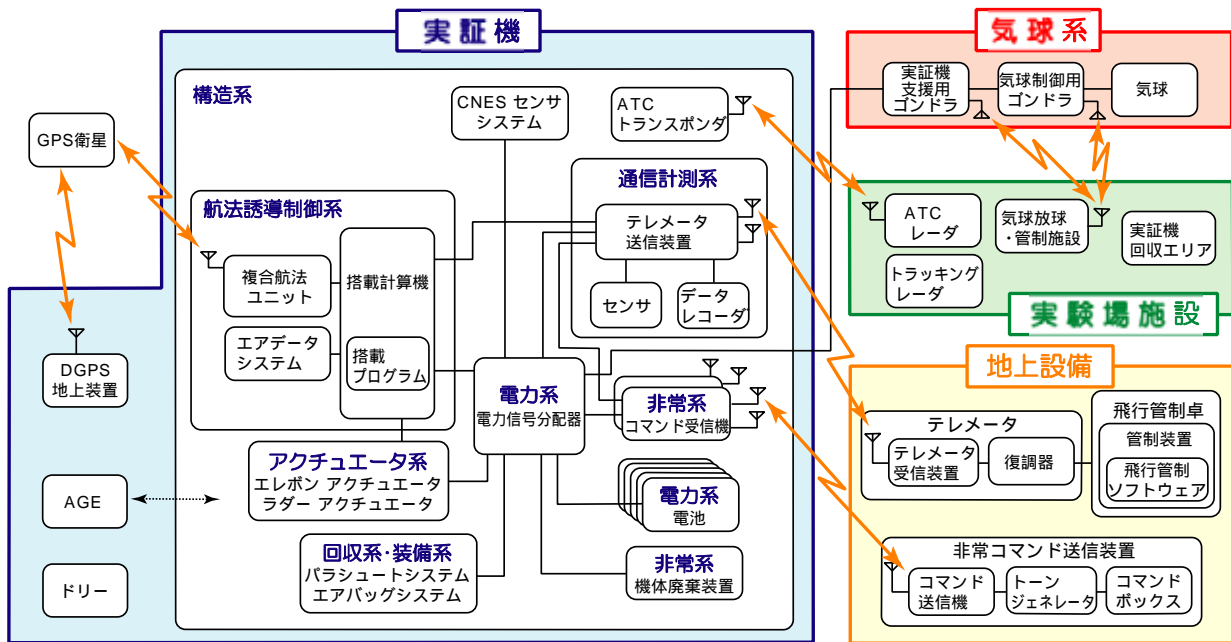 実証機
構造系
CNES センサ
システム
ATC
トランスポンダ
GPS衛星
航法誘導制御系
複合航法
ユニット
エアデータ
システム
搭載計算機
搭載
プログラム
通信計測系
テレメータ
送信装置
センサ
データ
レコーダ
DGPS
地上装置
電力系
電力信号分配器
非常系
コマンド受信機
アクチュエータ系
エレボン アクチュエータ
ラダー アクチュエータ
電力系
電池
AGE
回収系・装備系
パラシュートシステム
エアバッグシステム
非常系
機体廃棄装置
ドリー
気球系
実証機
支援用
ゴンドラ
気球制御用
ゴンドラ
気球
ATC
レーダ
気球放球
・管制施設
実証機
回収エリア
トラッキング
レーダ
実験場施設
地上設備
テレメータ
テレメータ
受信装置
復調器
飛行管制卓
管制装置
飛行管制
ソフトウェア
非常コマンド送信装置
コマンド
送信機
トーン
ジェネレータ
コマンド
ボックス